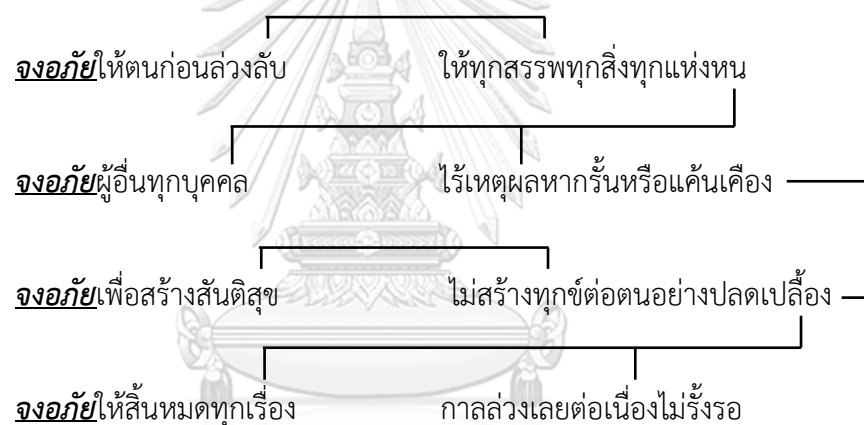 จงอภัยให้ตนก่อนล่วงลับ ให้ทุกสรรพทุกสิ่งทุกแห่งหน
จงอภัยผู้อื่นทุกบุคคล ไร้เหตุผลหากรั้นหรือแค้นเคือง
จงอภัยเพื่อสร้างสันติสุข ไม่สร้างทุกข์ต่อตนอย่างปลดเปลื้อง
จงอภัยให้สิ้นหมดทุกเรื่อง กาลล่วงเลยต่อเนื่องไม่รั้งรอ